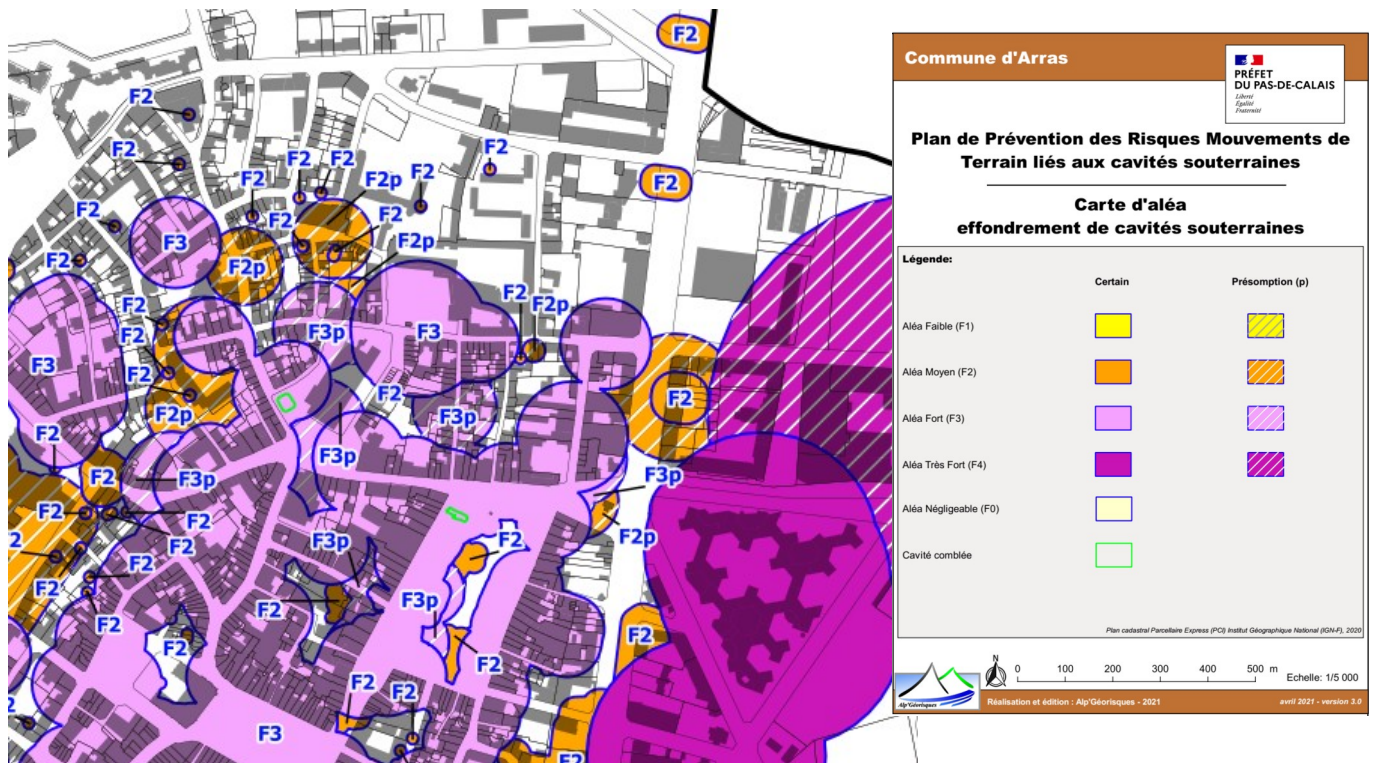 F2
F2
F2
F2
F2
F2
F2
F2
F2p
F2
F2
F2
F2
F2
F2p
F3
F2p
F2
F2
F2p
F2
F3p
F3
F2
F3
F2
F2
F2p
F3p
F2
F3p
F2
F2
F3p
F3p
F2
F2
F2p
F3p
F2
F2
F2
F2
F3p
F2
F2
F2
F2
F2
F2
F2
F3
F2
Commune d'Arras
PRÉFET
DU PAS-DE-CALAIS
Liberté
Égalité
Fraternité
Plan de Prévention des Risques Mouvements de
Terrain liés aux cavités souterraines
Carte d'aléa
effondrement de cavités souterraines
Légende:
Certain Présomption (p)
Aléa Faible (F1)
Aléa Moyen (F2)
Aléa Fort (F3)
Aléa Très Fort (F4)
Aléa Négligeable (F0)
Cavité comblée
Plan cadastral Parcellaire Express (PCI) Institut Géographique National (IGN-F), 2020
N
0 100 200 300 400 500 m
Echelle: 1/5 000
Alp'Géorisques
Réalisation et édition : Alp'Géorisques - 2021
avril 2021 - version 3.0